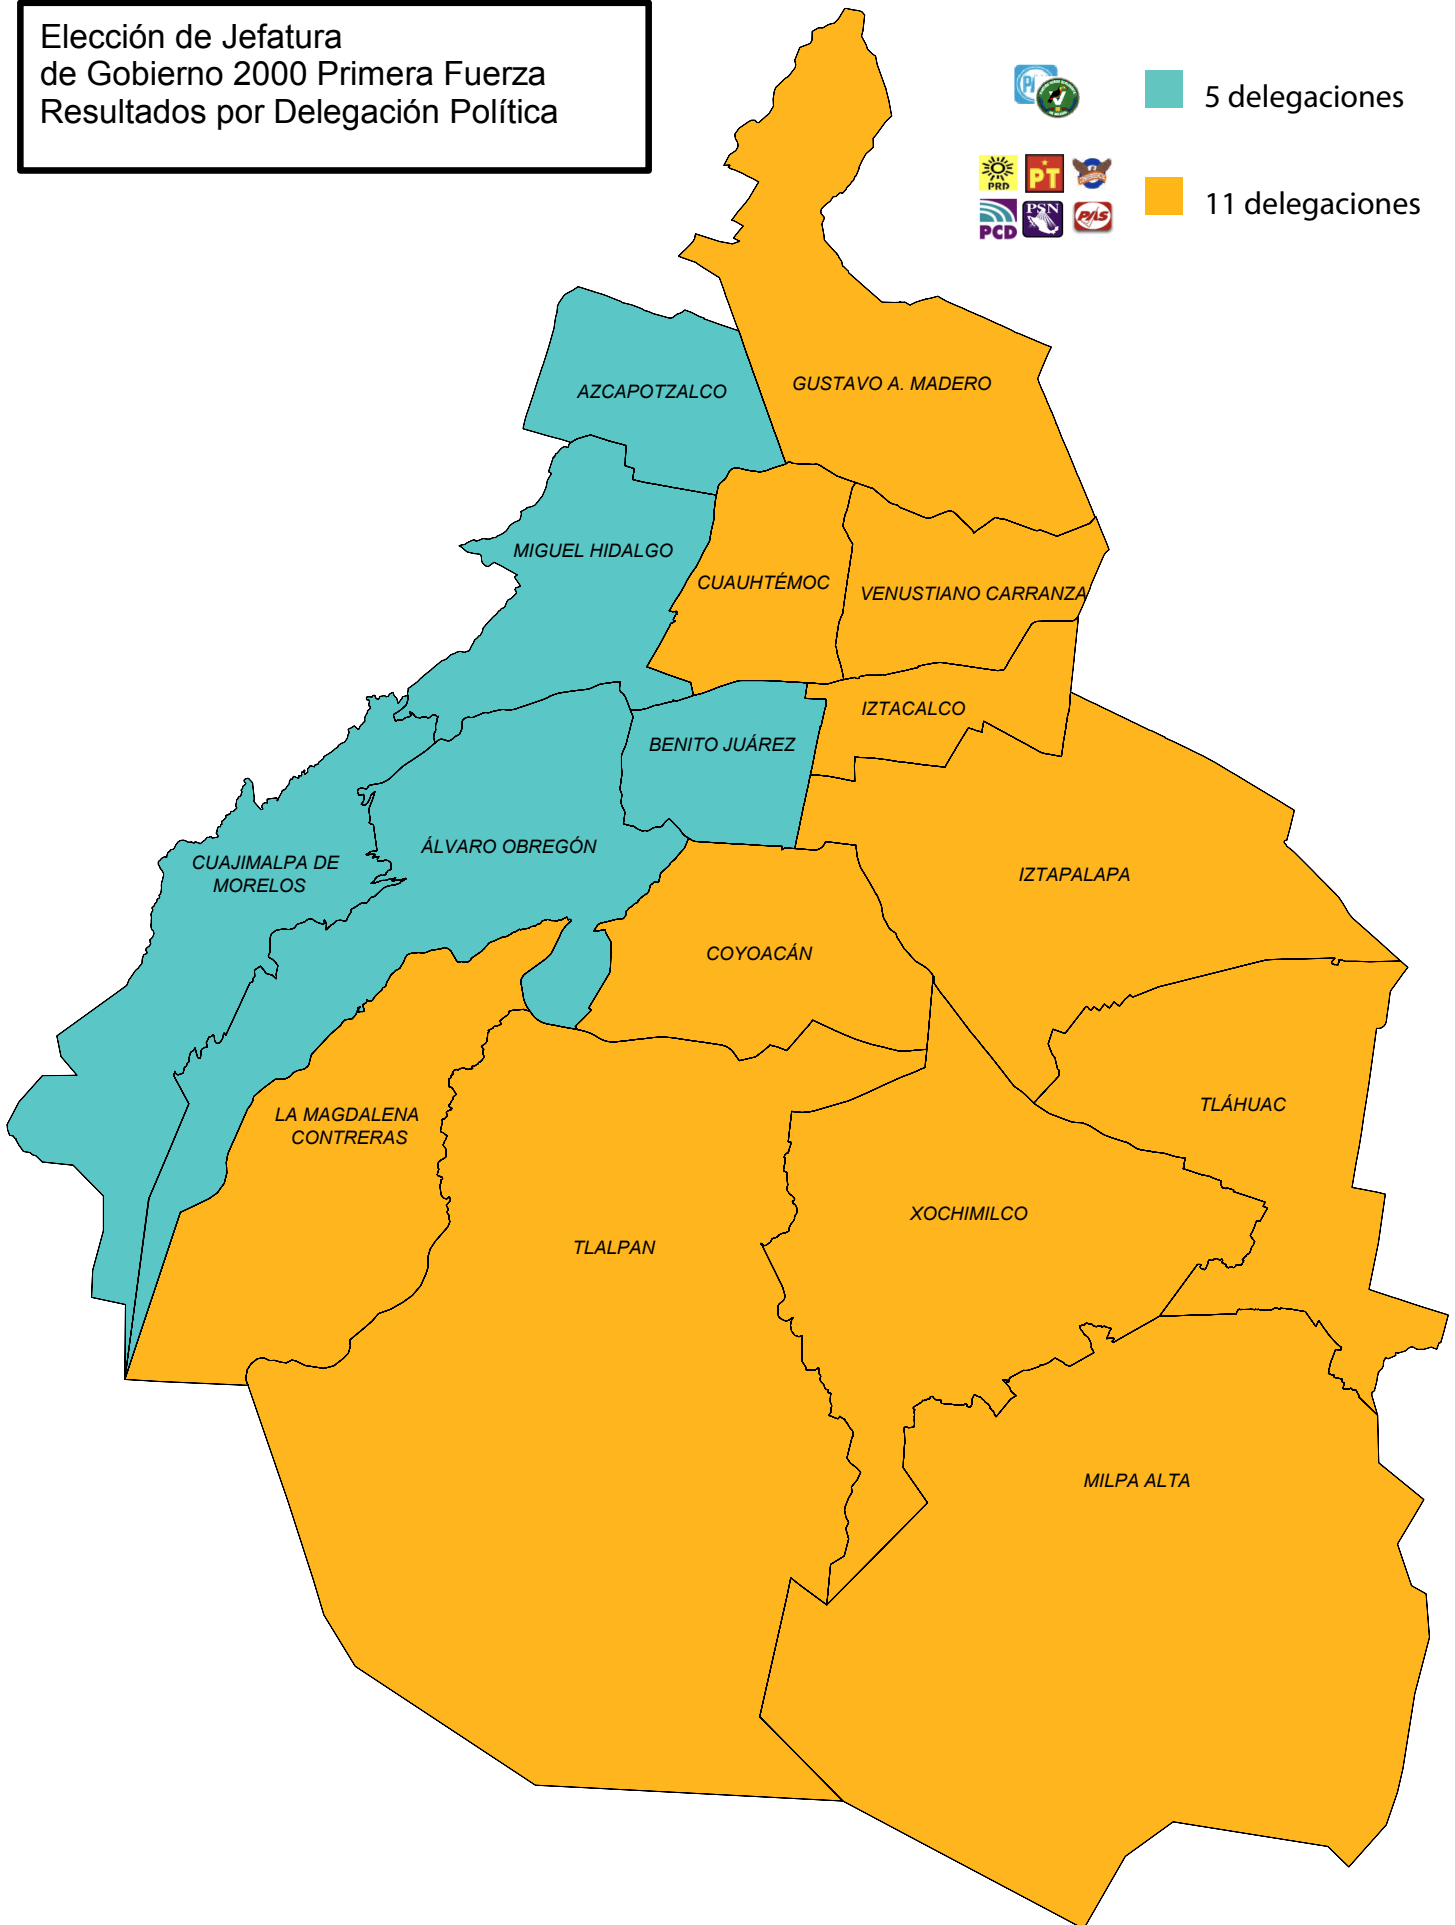 Elección de Jefatura
de Gobierno 2000 Primera Fuerza
Resultados por Delegación Política
5 delegaciones
PRD
PT
PCD
PSN
PAS
11 delegaciones
AZCAPOTZALCO
GUSTAVO A. MADERO
MIGUEL HIDALGO
CUAUHTÉMOC
VENUSTIANO CARRANZA
IZTACALCO
BENITO JUÁREZ
CUAJIMALPA DE
MORELOS
ÁLVARO OBREGÓN
IZTAPALAPA
COYOACÁN
LA MAGDALENA
CONTRERAS
TLÁHUAC
XOCHIMILCO
TLALPAN
MILPA ALTA